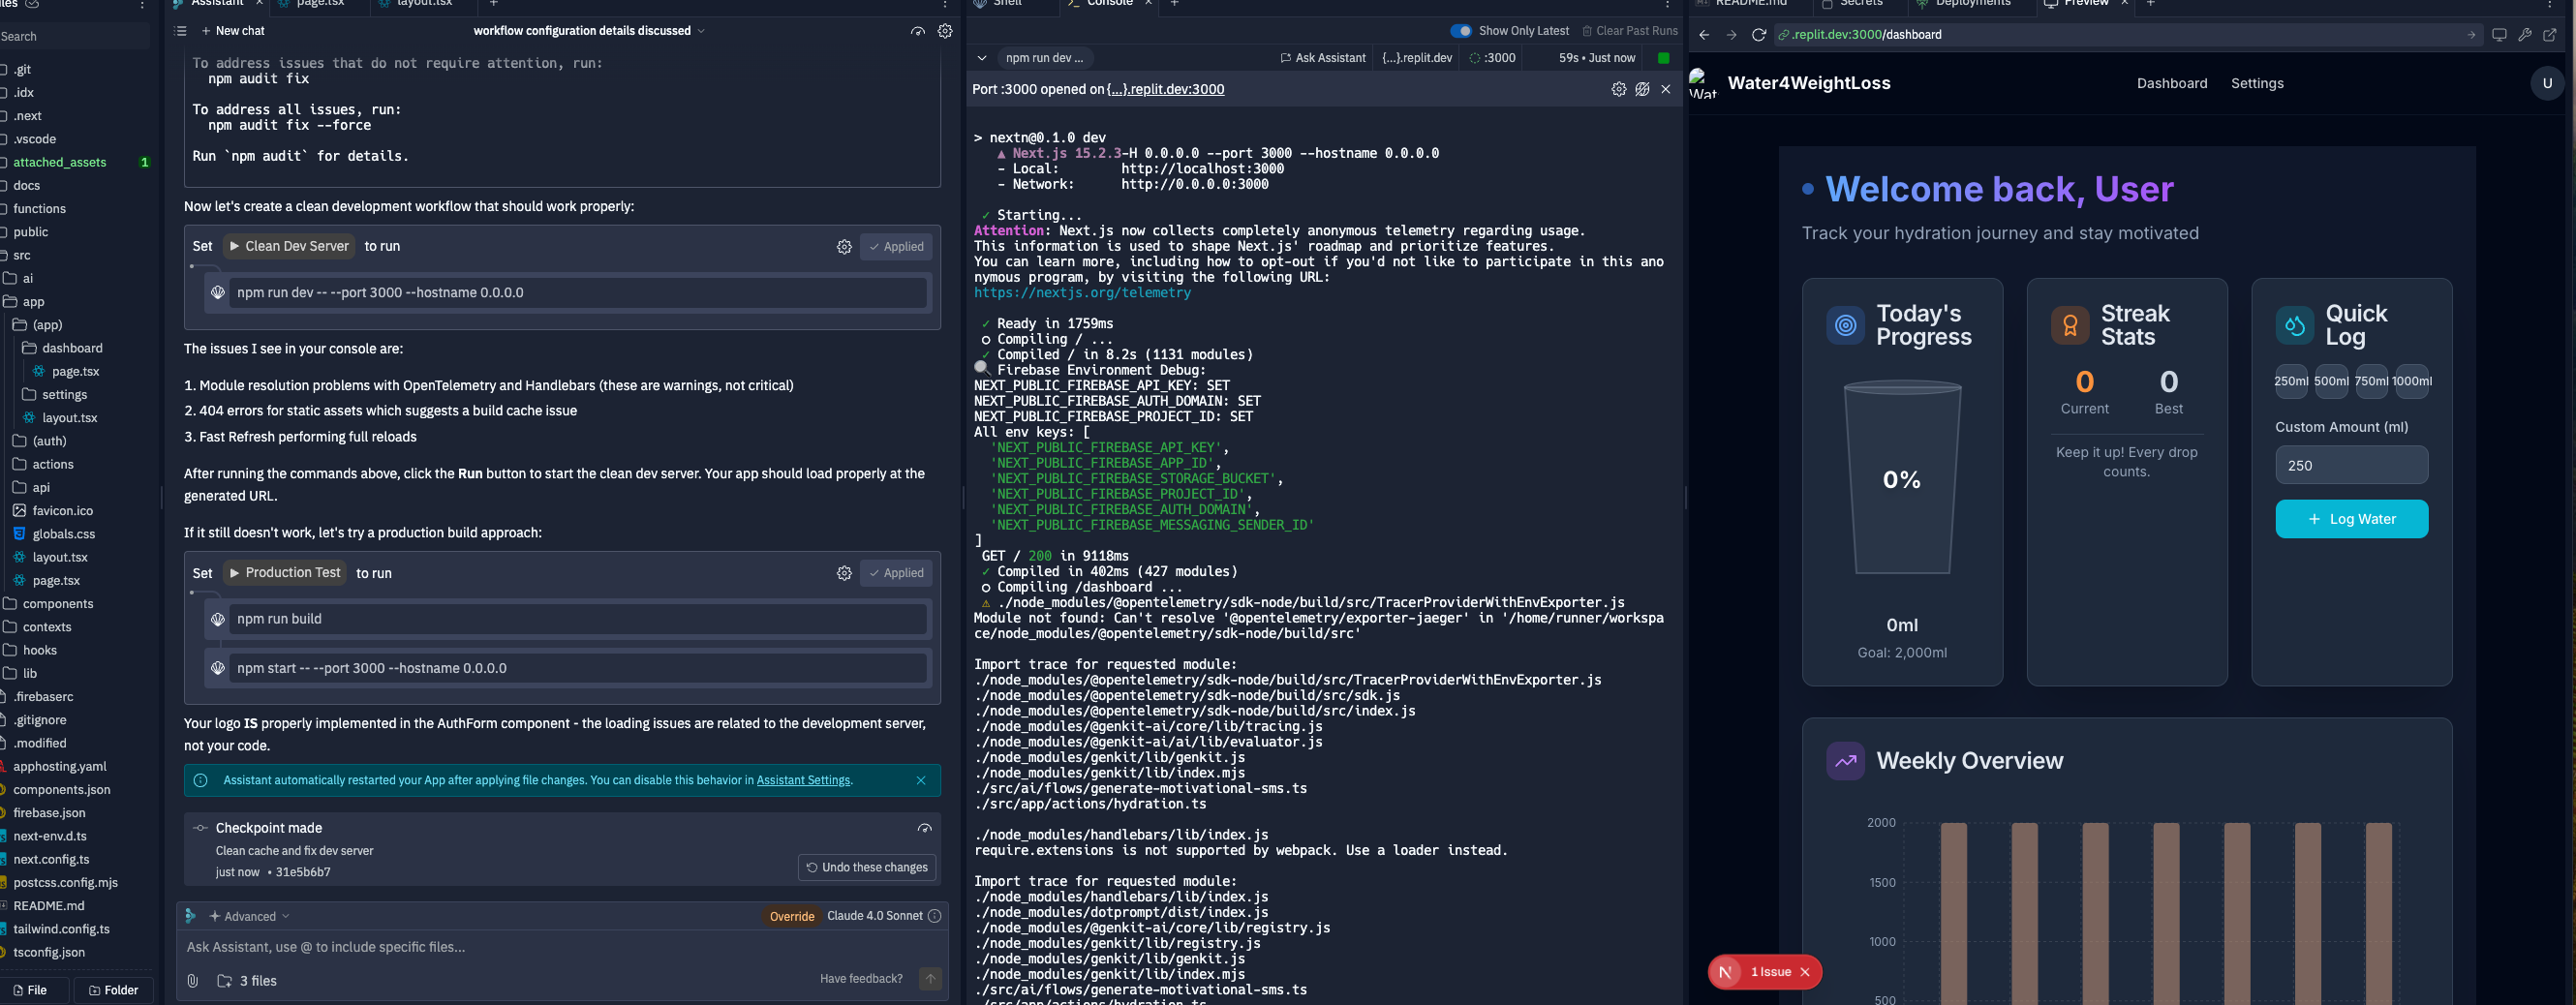 Search
.git
.idx
.next
.vscode
attached_assets 1
docs
functions
public
src
ai
app
(app)
dashboard
page.tsx
settings
layout.tsx
(auth)
actions
api
favicon.ico
globals.css
layout.tsx
page.tsx
components
contexts
hooks
lib
.firebaserc
.gitignore
.modified
apphosting.yaml
components.json
firebase.json
next-env.d.ts
next.config.ts
postcss.config.mjs
README.md
tailwind.config.ts
tsconfig.json
File Folder
Assistant page.tsx layout.tsx
New chat workflow configuration details discussed
To address issues that do not require attention, run:
npm audit fix
To address all issues, run:
npm audit fix --force
Run `npm audit` for details.
Now let's create a clean development workflow that should work properly:
Set Clean Dev Server to run Applied
npm run dev -- --port 3000 --hostname 0.0.0.0
The issues I see in your console are:
1. Module resolution problems with OpenTelemetry and Handlebars (these are warnings, not critical)
2. 404 errors for static assets which suggests a build cache issue
3. Fast Refresh performing full reloads
After running the commands above, click the Run button to start the clean dev server. Your app should load properly at the
generated URL.
If it still doesn't work, let's try a production build approach:
Set Production Test to run Applied
npm run build
npm start -- --port 3000 --hostname 0.0.0.0
Your logo IS properly implemented in the AuthForm component - the loading issues are related to the development server,
not your code.
Assistant automatically restarted your App after applying file changes. You can disable this behavior in Assistant Settings.
Checkpoint made
Clean cache and fix dev server
just now • 31e5b6b7
Undo these changes
Advanced Override Claude 4.0 Sonnet
Ask Assistant, use @ to include specific files...
3 files Have feedback?
Shell Console
Show Only Latest Clear Past Runs
npm run dev ... Ask Assistant {...}.replit.dev :3000 59s • Just now
Port :3000 opened on {...}.replit.dev:3000
> nextn@0.1.0 dev
▲ Next.js 15.2.3-H 0.0.0.0 --port 3000 --hostname 0.0.0.0
- Local: http://localhost:3000
- Network: http://0.0.0.0:3000
✓ Starting...
Attention: Next.js now collects completely anonymous telemetry regarding usage.
This information is used to shape Next.js' roadmap and prioritize features.
You can learn more, including how to opt-out if you'd not like to participate in this ano
nymous program, by visiting the following URL:
https://nextjs.org/telemetry
✓ Ready in 1759ms
○ Compiling / ...
✓ Compiled / in 8.2s (1131 modules)
🔍 Firebase Environment Debug:
NEXT_PUBLIC_FIREBASE_API_KEY: SET
NEXT_PUBLIC_FIREBASE_AUTH_DOMAIN: SET
NEXT_PUBLIC_FIREBASE_PROJECT_ID: SET
All env keys: [
'NEXT_PUBLIC_FIREBASE_API_KEY',
'NEXT_PUBLIC_FIREBASE_APP_ID',
'NEXT_PUBLIC_FIREBASE_STORAGE_BUCKET',
'NEXT_PUBLIC_FIREBASE_PROJECT_ID',
'NEXT_PUBLIC_FIREBASE_AUTH_DOMAIN',
'NEXT_PUBLIC_FIREBASE_MESSAGING_SENDER_ID'
]
GET / 200 in 9118ms
✓ Compiled in 402ms (427 modules)
○ Compiling /dashboard ...
⚠ ./node_modules/@opentelemetry/sdk-node/build/src/TracerProviderWithEnvExporter.js
Module not found: Can't resolve '@opentelemetry/exporter-jaeger' in '/home/runner/workspa
ce/node_modules/@opentelemetry/sdk-node/build/src'
Import trace for requested module:
./node_modules/@opentelemetry/sdk-node/build/src/TracerProviderWithEnvExporter.js
./node_modules/@opentelemetry/sdk-node/build/src/sdk.js
./node_modules/@opentelemetry/sdk-node/build/src/index.js
./node_modules/@genkit-ai/core/lib/tracing.js
./node_modules/@genkit-ai/ai/lib/evaluator.js
./node_modules/genkit/lib/genkit.js
./node_modules/genkit/lib/index.mjs
./src/ai/flows/generate-motivational-sms.ts
./src/app/actions/hydration.ts
./node_modules/handlebars/lib/index.js
require.extensions is not supported by webpack. Use a loader instead.
Import trace for requested module:
./node_modules/handlebars/lib/index.js
./node_modules/dotprompt/dist/index.js
./node_modules/@genkit-ai/core/lib/registry.js
./node_modules/genkit/lib/registry.js
./node_modules/genkit/lib/genkit.js
./node_modules/genkit/lib/index.mjs
./src/ai/flows/generate-motivational-sms.ts
./src/app/actions/hydration.ts
README.md Secrets Deployments Preview
.replit.dev:3000/dashboard
Wat
Water4WeightLoss Dashboard Settings U
Welcome back, User
Track your hydration journey and stay motivated
Today's
Progress
0%
0ml
Goal: 2,000ml
Streak
Stats
0 0
Current Best
Keep it up! Every drop
counts.
Quick
Log
250ml 500ml 750ml 1000ml
Custom Amount (ml)
250
+ Log Water
Weekly Overview
2000
1500
1000
500
N 1 Issue